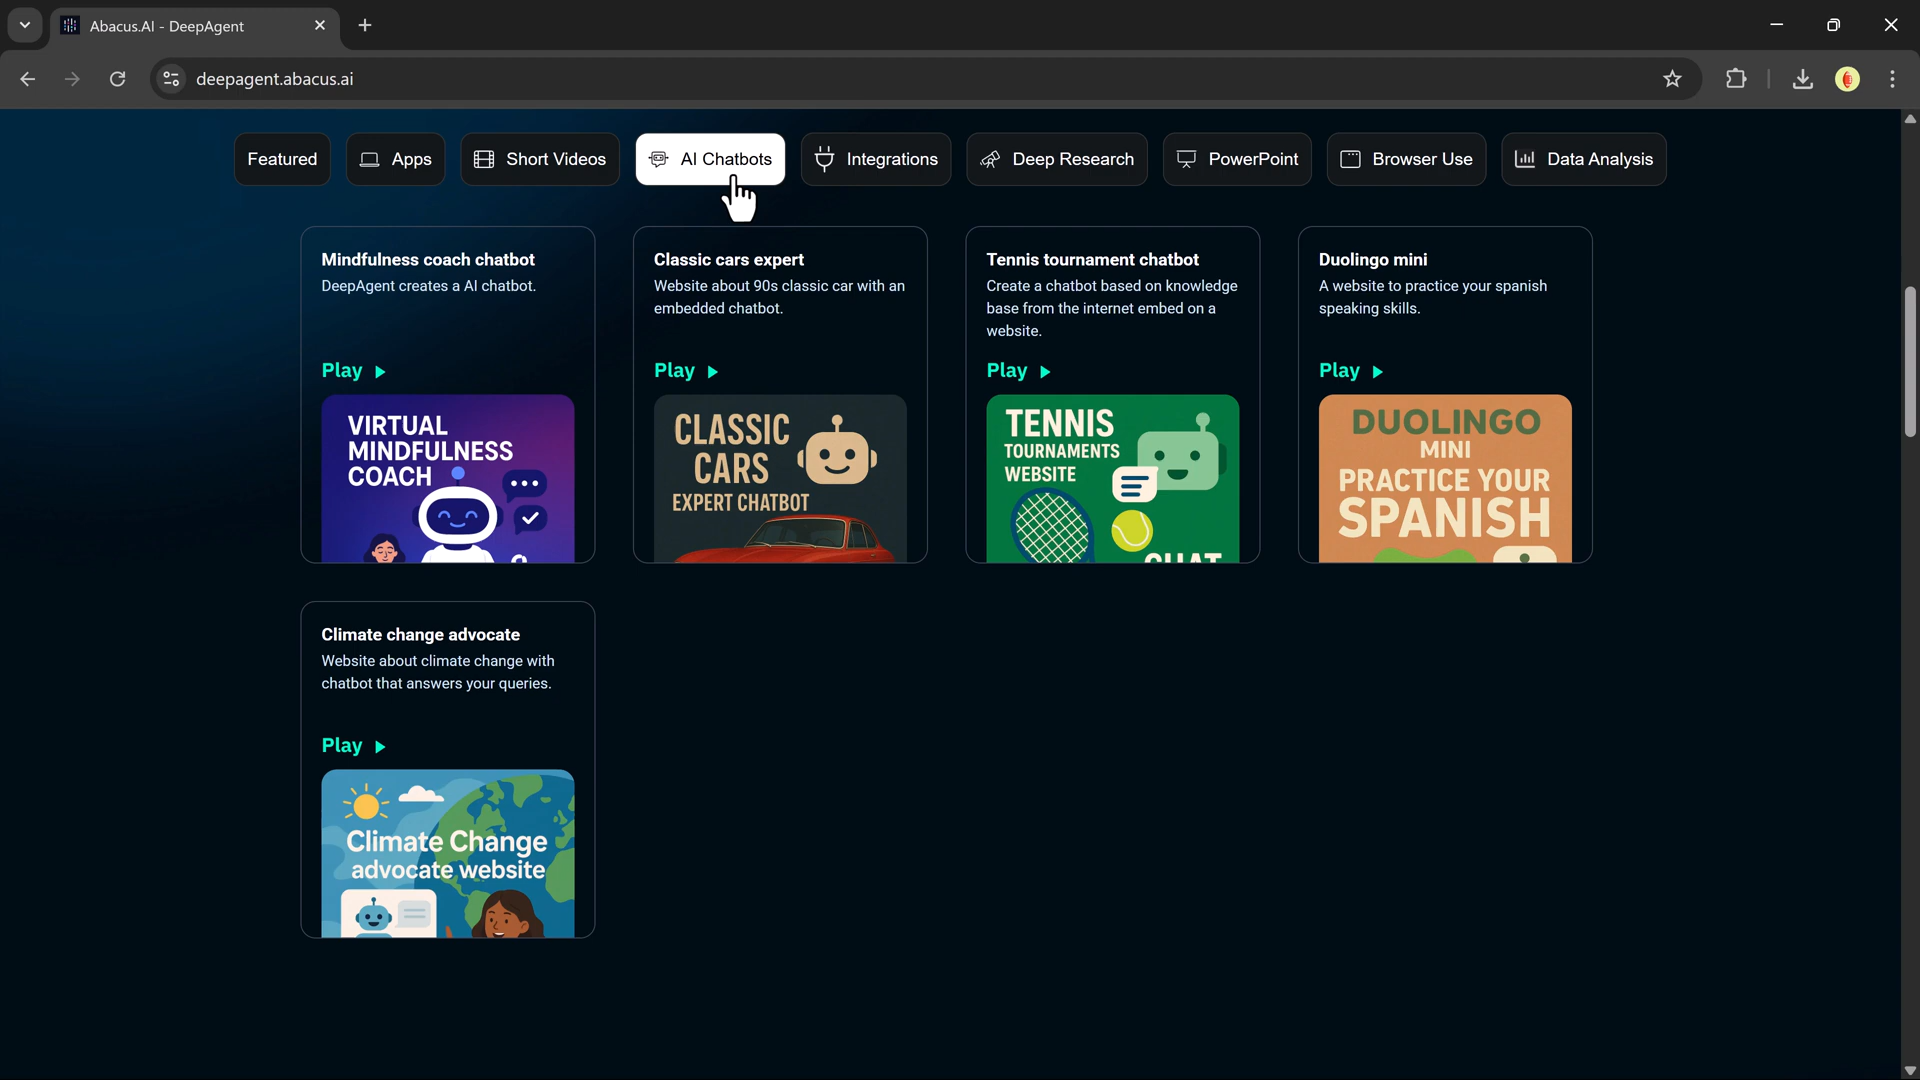 Abacus.AI - DeepAgent
deepagent.abacus.ai
Featured
Apps
Short Videos
AI Chatbots
Integrations
Deep Research
PowerPoint
Browser Use
Data Analysis
Mindfulness coach chatbot
DeepAgent creates a AI chatbot.
Play
VIRTUAL
MINDFULNESS
COACH
Classic cars expert
Website about 90s classic car with an
embedded chatbot.
Play
CLASSIC
CARS
EXPERT CHATBOT
Tennis tournament chatbot
Create a chatbot based on knowledge
base from the internet embed on a
website.
Play
TENNIS
TOURNAMENTS
WEBSITE
CHAT
Duolingo mini
A website to practice your spanish
speaking skills.
Play
DUOLINGO
MINI
PRACTICE YOUR
SPANISH
Climate change advocate
Website about climate change with
chatbot that answers your queries.
Play
Climate Change
advocate website